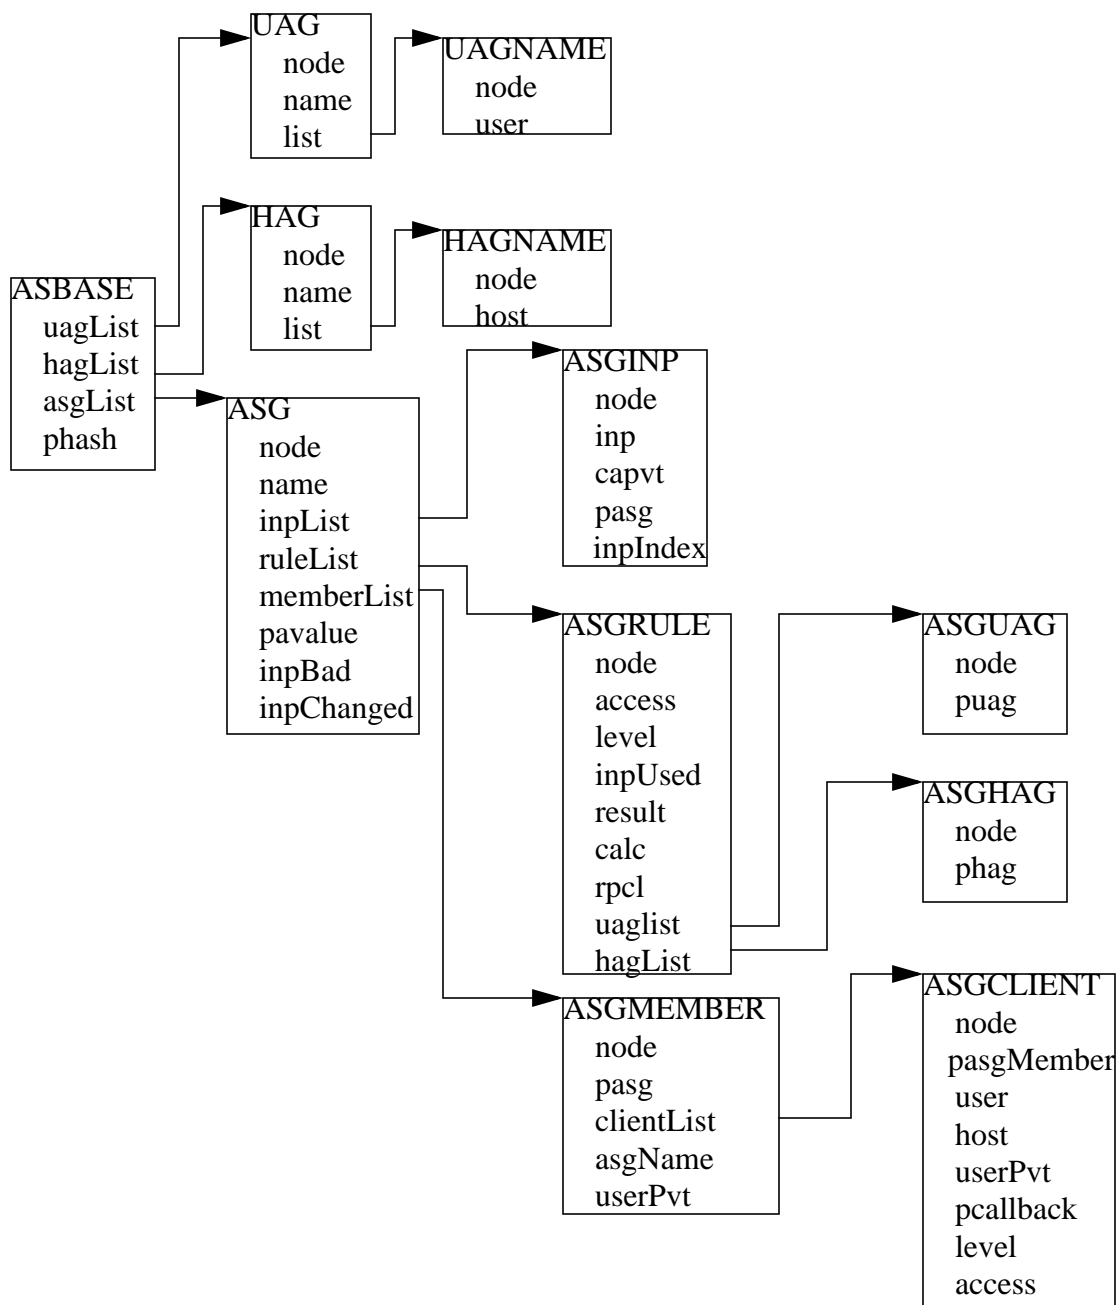 UAG
node
name
list
UAGNAME
node
user
HAG
node
name
list
HAGNAME
node
host
ASBASE
uagList
hagList
asgList
phash
ASG
node
name
inpList
ruleList
memberList
pavalue
inpBad
inpChanged
ASGINP
node
inp
capvt
pasg
inpIndex
ASGRULE
node
access
level
inpUsed
result
calc
rpcl
uaglist
hagList
ASGUAG
node
puag
ASGHAG
node
phag
ASGMEMBER
node
pasg
clientList
asgName
userPvt
ASGCLIENT
node
pasgMember
user
host
userPvt
pcallback
level
access